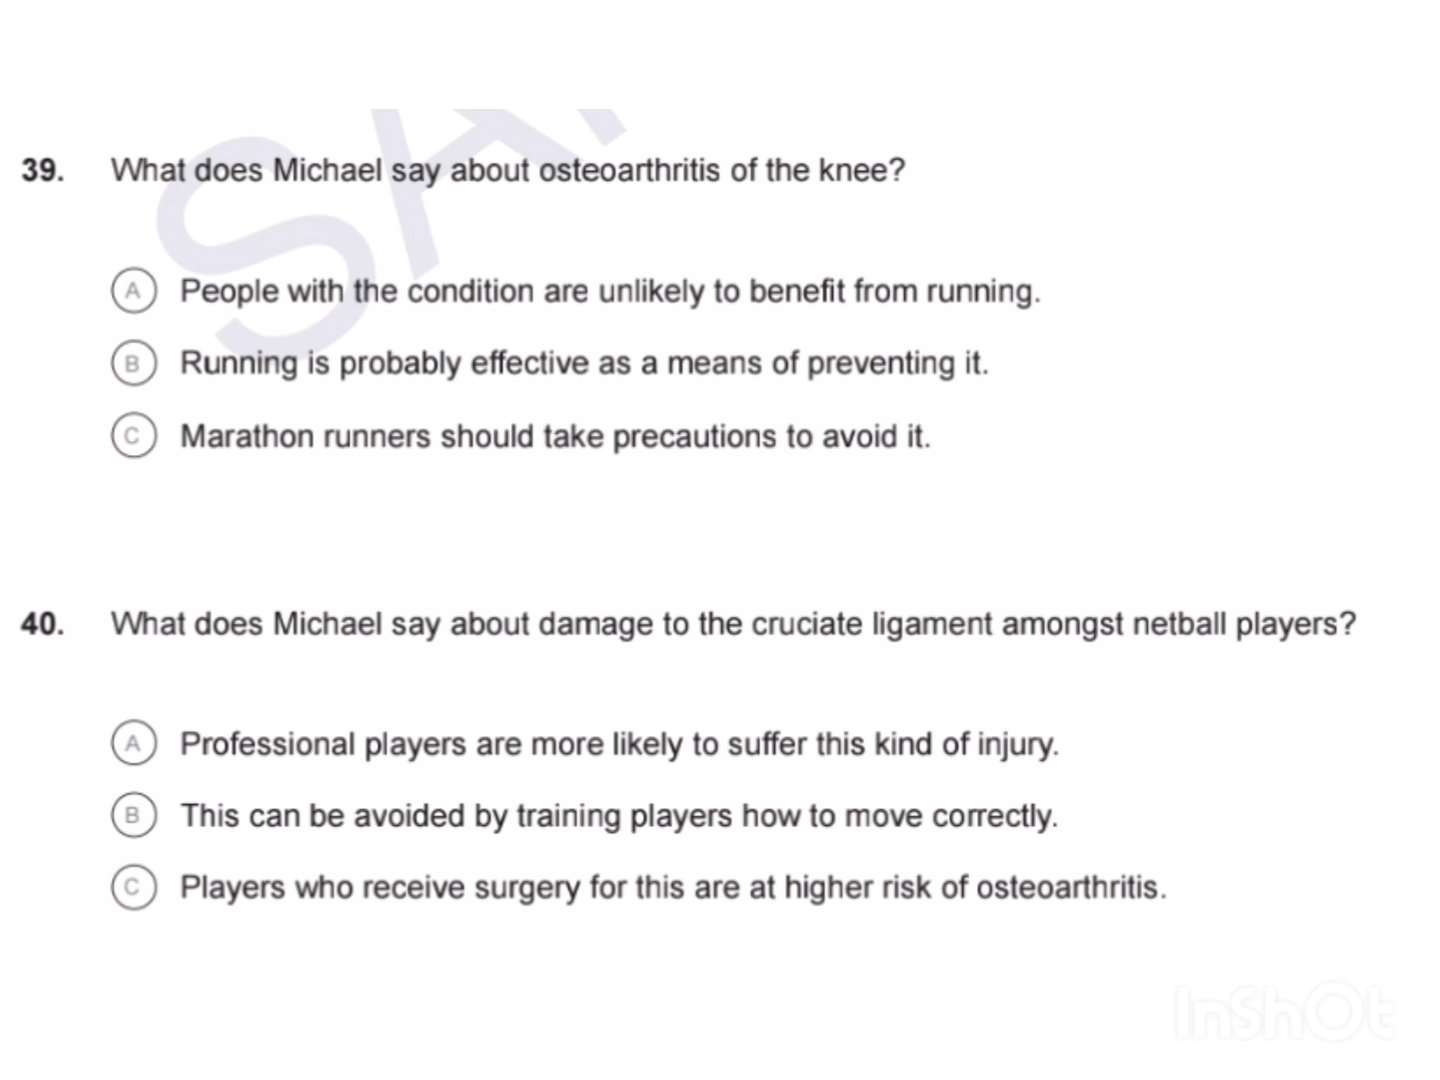 39. What does Michael say about osteoarthritis of the knee?
A People with the condition are unlikely to benefit from running.
B Running is probably effective as a means of preventing it.
C Marathon runners should take precautions to avoid it.
40. What does Michael say about damage to the cruciate ligament amongst netball players?
A Professional players are more likely to suffer this kind of injury.
B This can be avoided by training players how to move correctly.
C Players who receive surgery for this are at higher risk of osteoarthritis.
InShOt